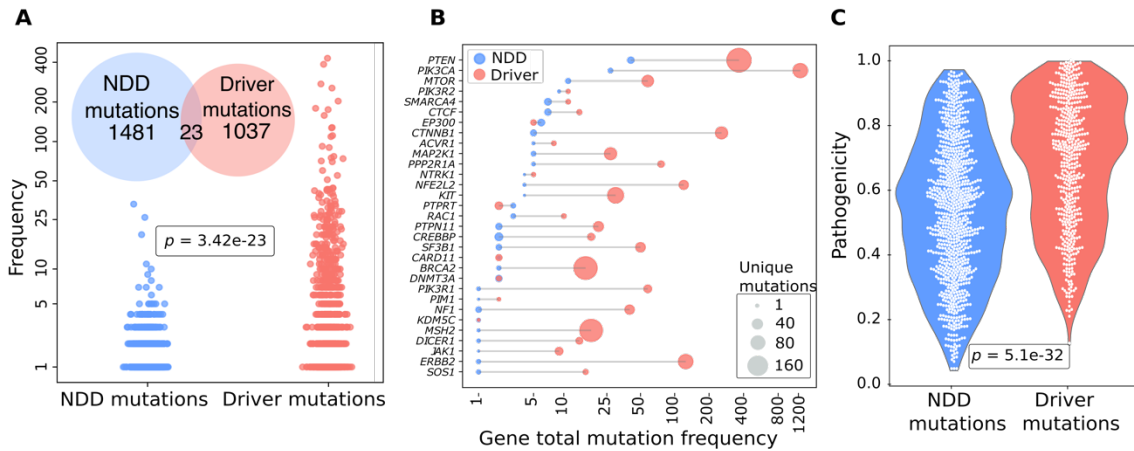 A
Frequency
400
200
100
50
25
10
5
1
NDD
mutations
1481
23
Driver
mutations
1037
p = 3.42e-23
NDD mutations
Driver mutations
B
NDD
Driver
PTEN
PIK3CA
MTOR
PIK3R2
SMARCA4
CTCF
EP300
CTNNB1
ACVR1
MAP2K1
PPP2R1A
NTRK1
NFE2L2
KIT
PTPRT
RAC1
PTPN11
CREBBP
SF3B1
CARD11
BRCA2
DNMT3A
PIK3R1
PIM1
NF1
KDM5C
MSH2
DICER1
JAK1
ERBB2
SOS1
Unique
mutations
1
40
80
160
1
5
10
25
50
100
200
400
1200
Gene total mutation frequency
C
Pathogenicity
1.0
0.8
0.6
0.4
0.2
0.0
p = 5.1e-32
NDD
mutations
Driver
mutations